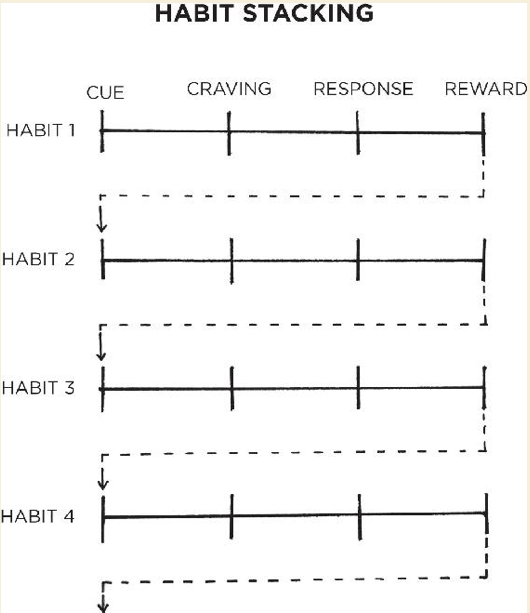 HABIT STACKING
CUE CRAVING RESPONSE REWARD
HABIT 1
HABIT 2
HABIT 3
HABIT 4